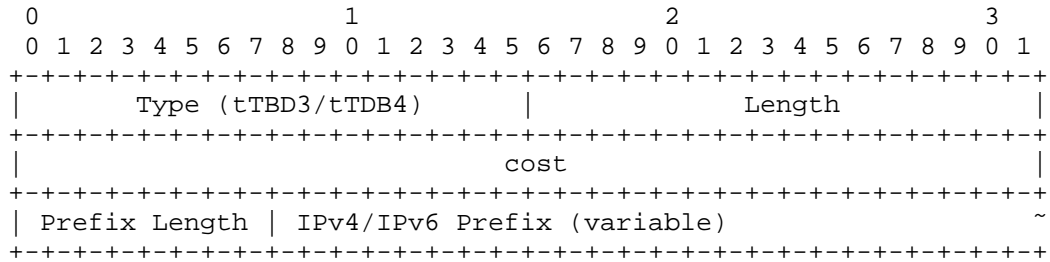 0                   1                   2                   3
 0 1 2 3 4 5 6 7 8 9 0 1 2 3 4 5 6 7 8 9 0 1 2 3 4 5 6 7 8 9 0 1
+-+-+-+-+-+-+-+-+-+-+-+-+-+-+-+-+-+-+-+-+-+-+-+-+-+-+-+-+-+-+-+-+
|       Type (tTBD3/tTDB4)      |             Length            |
+-+-+-+-+-+-+-+-+-+-+-+-+-+-+-+-+-+-+-+-+-+-+-+-+-+-+-+-+-+-+-+-+
|                              cost                             |
+-+-+-+-+-+-+-+-+-+-+-+-+-+-+-+-+-+-+-+-+-+-+-+-+-+-+-+-+-+-+-+-+
| Prefix Length | IPv4/IPv6 Prefix (variable)                   ~
+-+-+-+-+-+-+-+-+-+-+-+-+-+-+-+-+-+-+-+-+-+-+-+-+-+-+-+-+-+-+-+-+